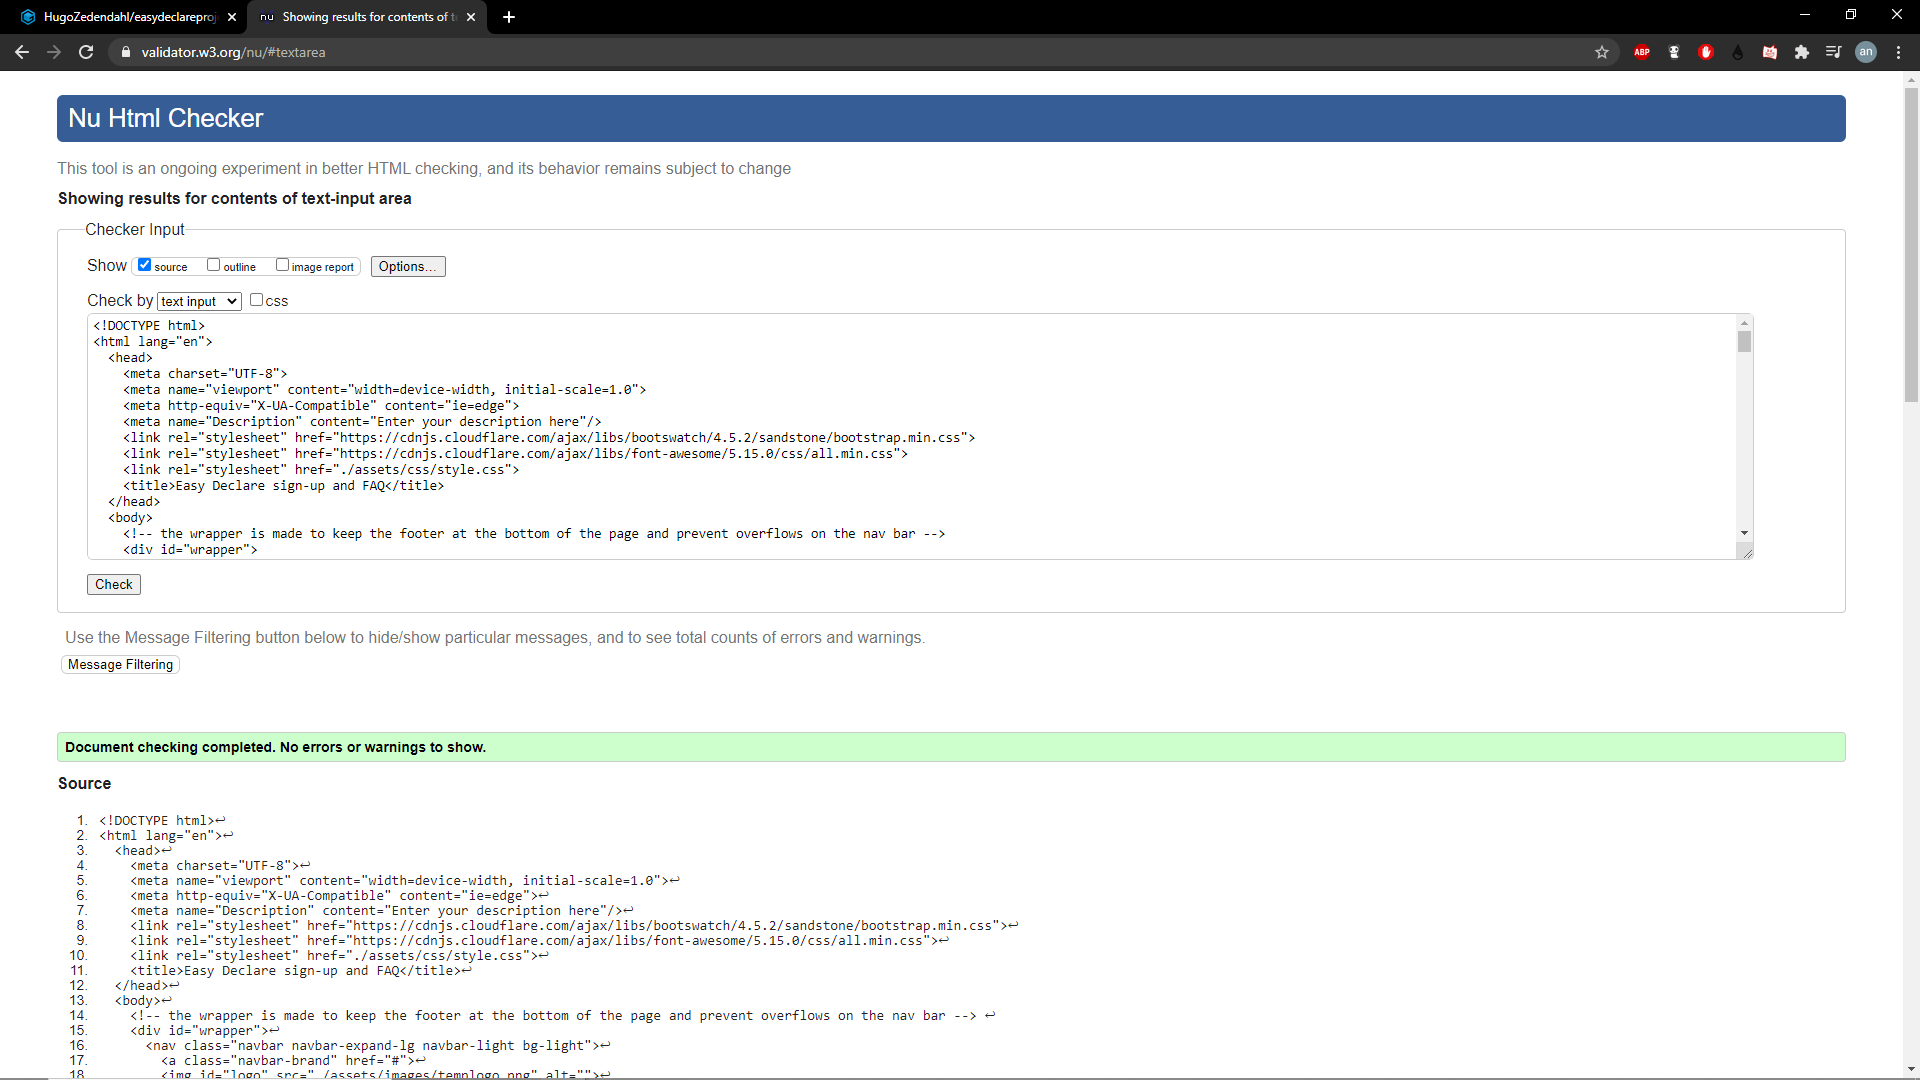 HugoZedendahl/easydeclareproj
nu Showing results for contents of te
validator.w3.org/nu/#textarea
ABP
an
Nu Html Checker
This tool is an ongoing experiment in better HTML checking, and its behavior remains subject to change
Showing results for contents of text-input area
Checker Input
Show source outline image report Options...
Check by text input css
<!DOCTYPE html>
<html lang="en">
<head>
<meta charset="UTF-8">
<meta name="viewport" content="width=device-width, initial-scale=1.0">
<meta http-equiv="X-UA-Compatible" content="ie=edge">
<meta name="Description" content="Enter your description here"/>
<link rel="stylesheet" href="https://cdnjs.cloudflare.com/ajax/libs/bootswatch/4.5.2/sandstone/bootstrap.min.css">
<link rel="stylesheet" href="https://cdnjs.cloudflare.com/ajax/libs/font-awesome/5.15.0/css/all.min.css">
<link rel="stylesheet" href="./assets/css/style.css">
<title>Easy Declare sign-up and FAQ</title>
</head>
<body>
<!-- the wrapper is made to keep the footer at the bottom of the page and prevent overflows on the nav bar -->
<div id="wrapper">
Check
Use the Message Filtering button below to hide/show particular messages, and to see total counts of errors and warnings.
Message Filtering
Document checking completed. No errors or warnings to show.
Source
1. <!DOCTYPE html>↩
2. <html lang="en">↩
3. <head>↩
4. <meta charset="UTF-8">↩
5. <meta name="viewport" content="width=device-width, initial-scale=1.0">↩
6. <meta http-equiv="X-UA-Compatible" content="ie=edge">↩
7. <meta name="Description" content="Enter your description here"/>↩
8. <link rel="stylesheet" href="https://cdnjs.cloudflare.com/ajax/libs/bootswatch/4.5.2/sandstone/bootstrap.min.css">↩
9. <link rel="stylesheet" href="https://cdnjs.cloudflare.com/ajax/libs/font-awesome/5.15.0/css/all.min.css">↩
10. <link rel="stylesheet" href="./assets/css/style.css">↩
11. <title>Easy Declare sign-up and FAQ</title>↩
12. </head>↩
13. <body>↩
14. <!-- the wrapper is made to keep the footer at the bottom of the page and prevent overflows on the nav bar --> ↩
15. <div id="wrapper">↩
16. <nav class="navbar navbar-expand-lg navbar-light bg-light">↩
17. <a class="navbar-brand" href="#">↩
18. <img id="logo" src="./assets/images/templogo.png" alt="">↩